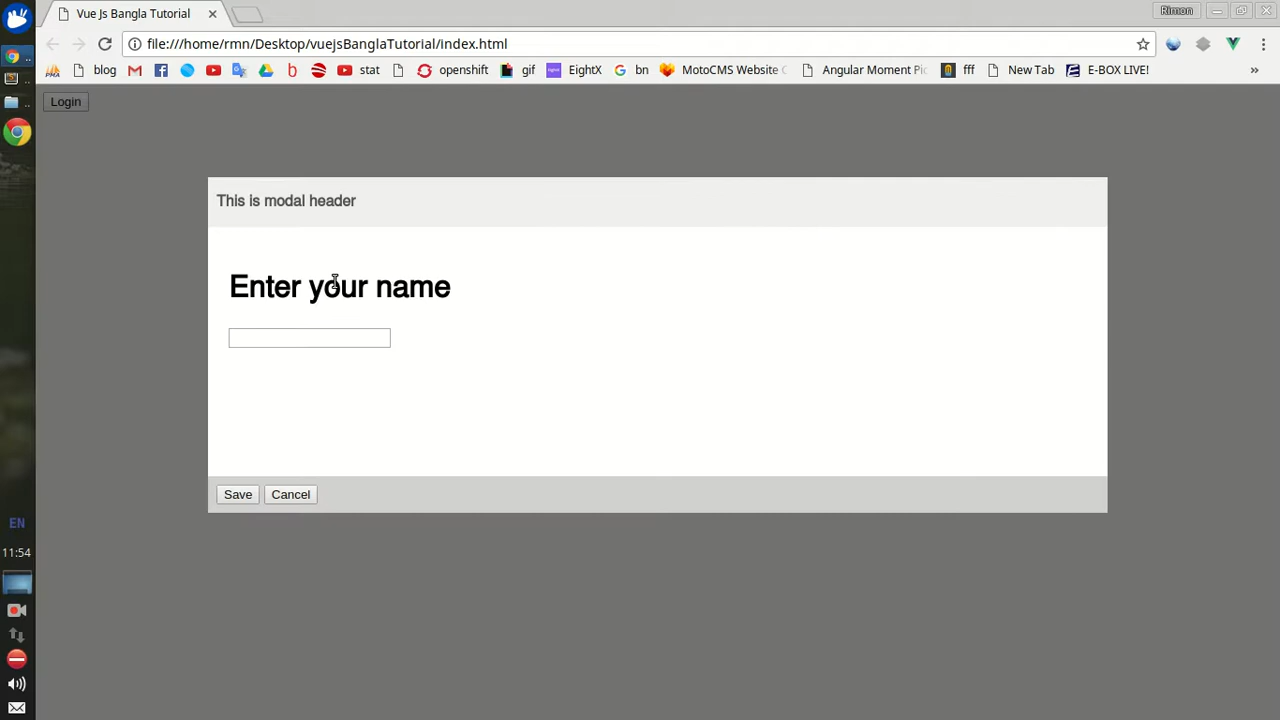 Vue Js Bangla Tutorial
Rimon
file:///home/rmn/Desktop/vuejsBanglaTutorial/index.html
blog
stat
openshift
gif
EightX
bn
MotoCMS Website
Angular Moment Pic
fff
New Tab
E-BOX LIVE!
Login
This is modal header
Enter your name
Save
Cancel
EN
11:54